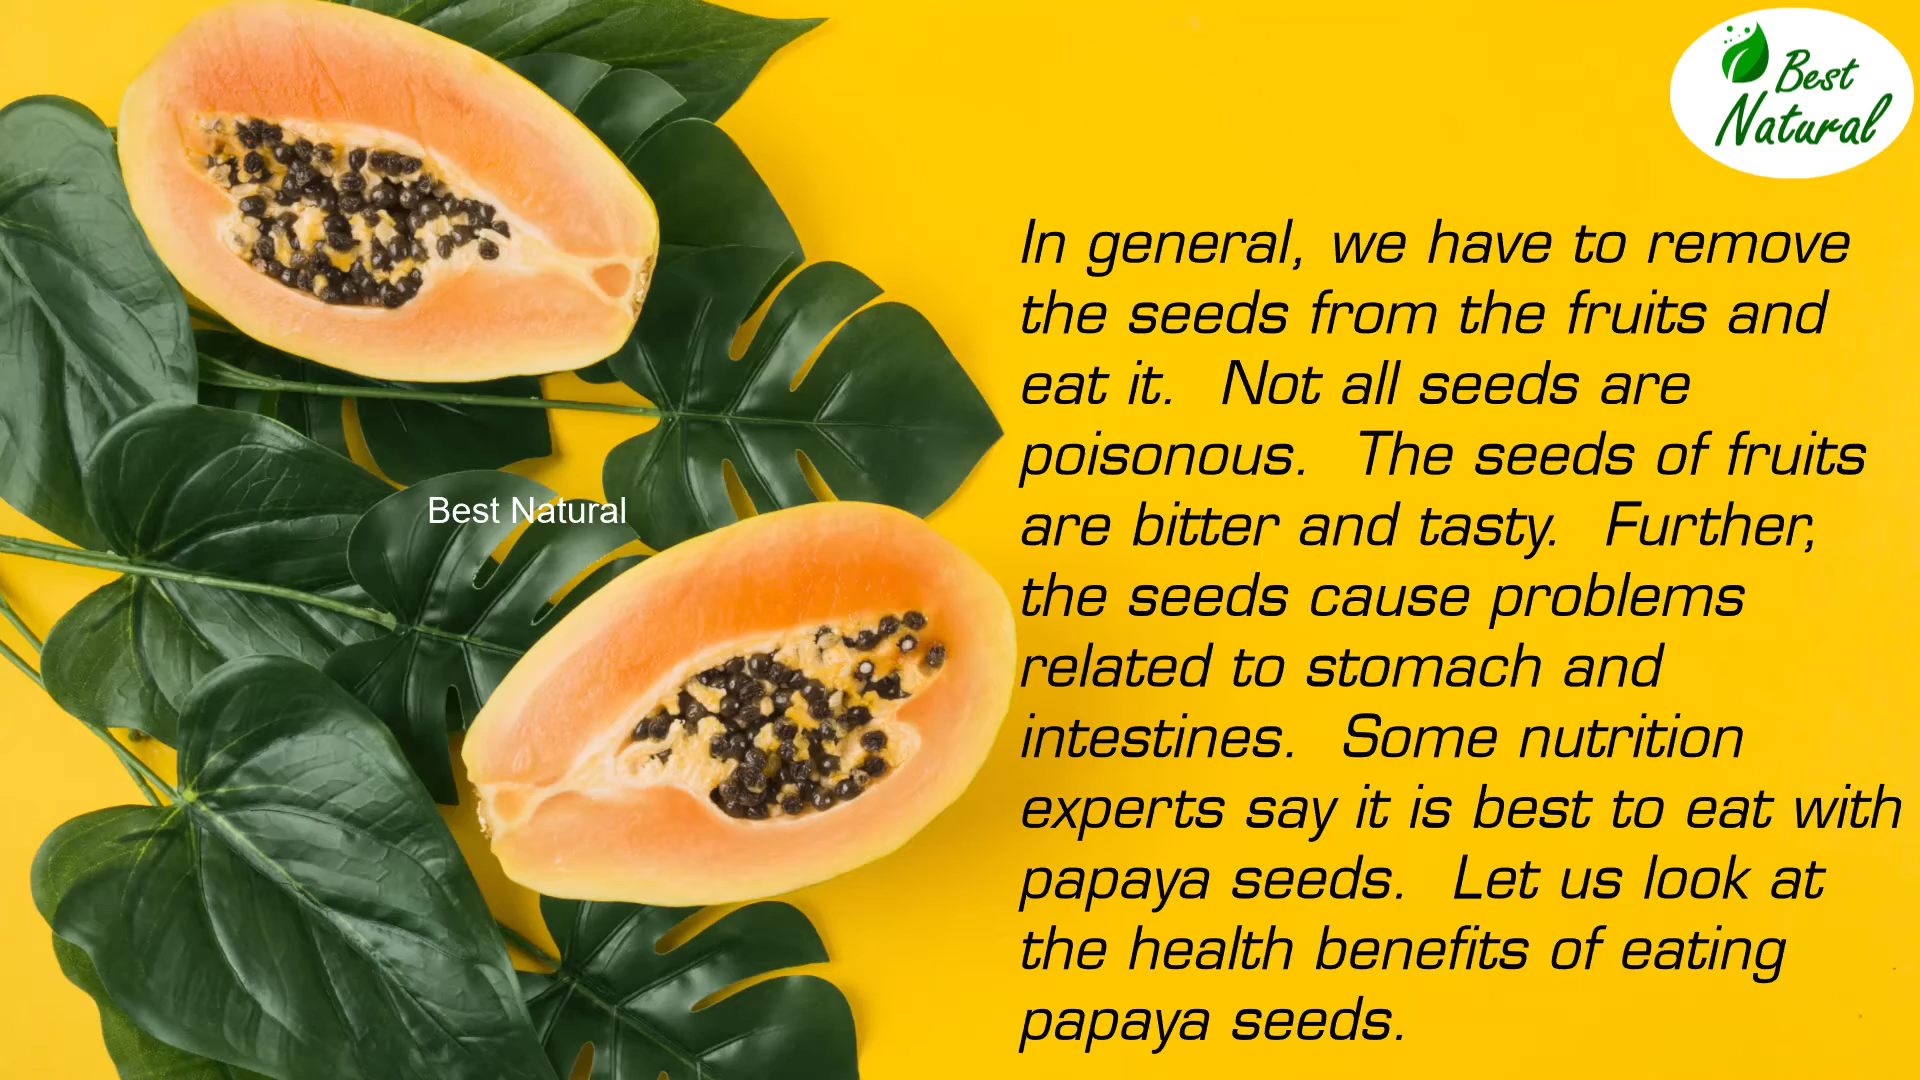 Best
Natural
In general, we have to remove
the seeds from the fruits and
eat it.  Not all seeds are
poisonous.  The seeds of fruits
are bitter and tasty.  Further,
the seeds cause problems
related to stomach and
intestines.  Some nutrition
experts say it is best to eat with
papaya seeds.  Let us look at
the health benefits of eating
papaya seeds.
Best Natural